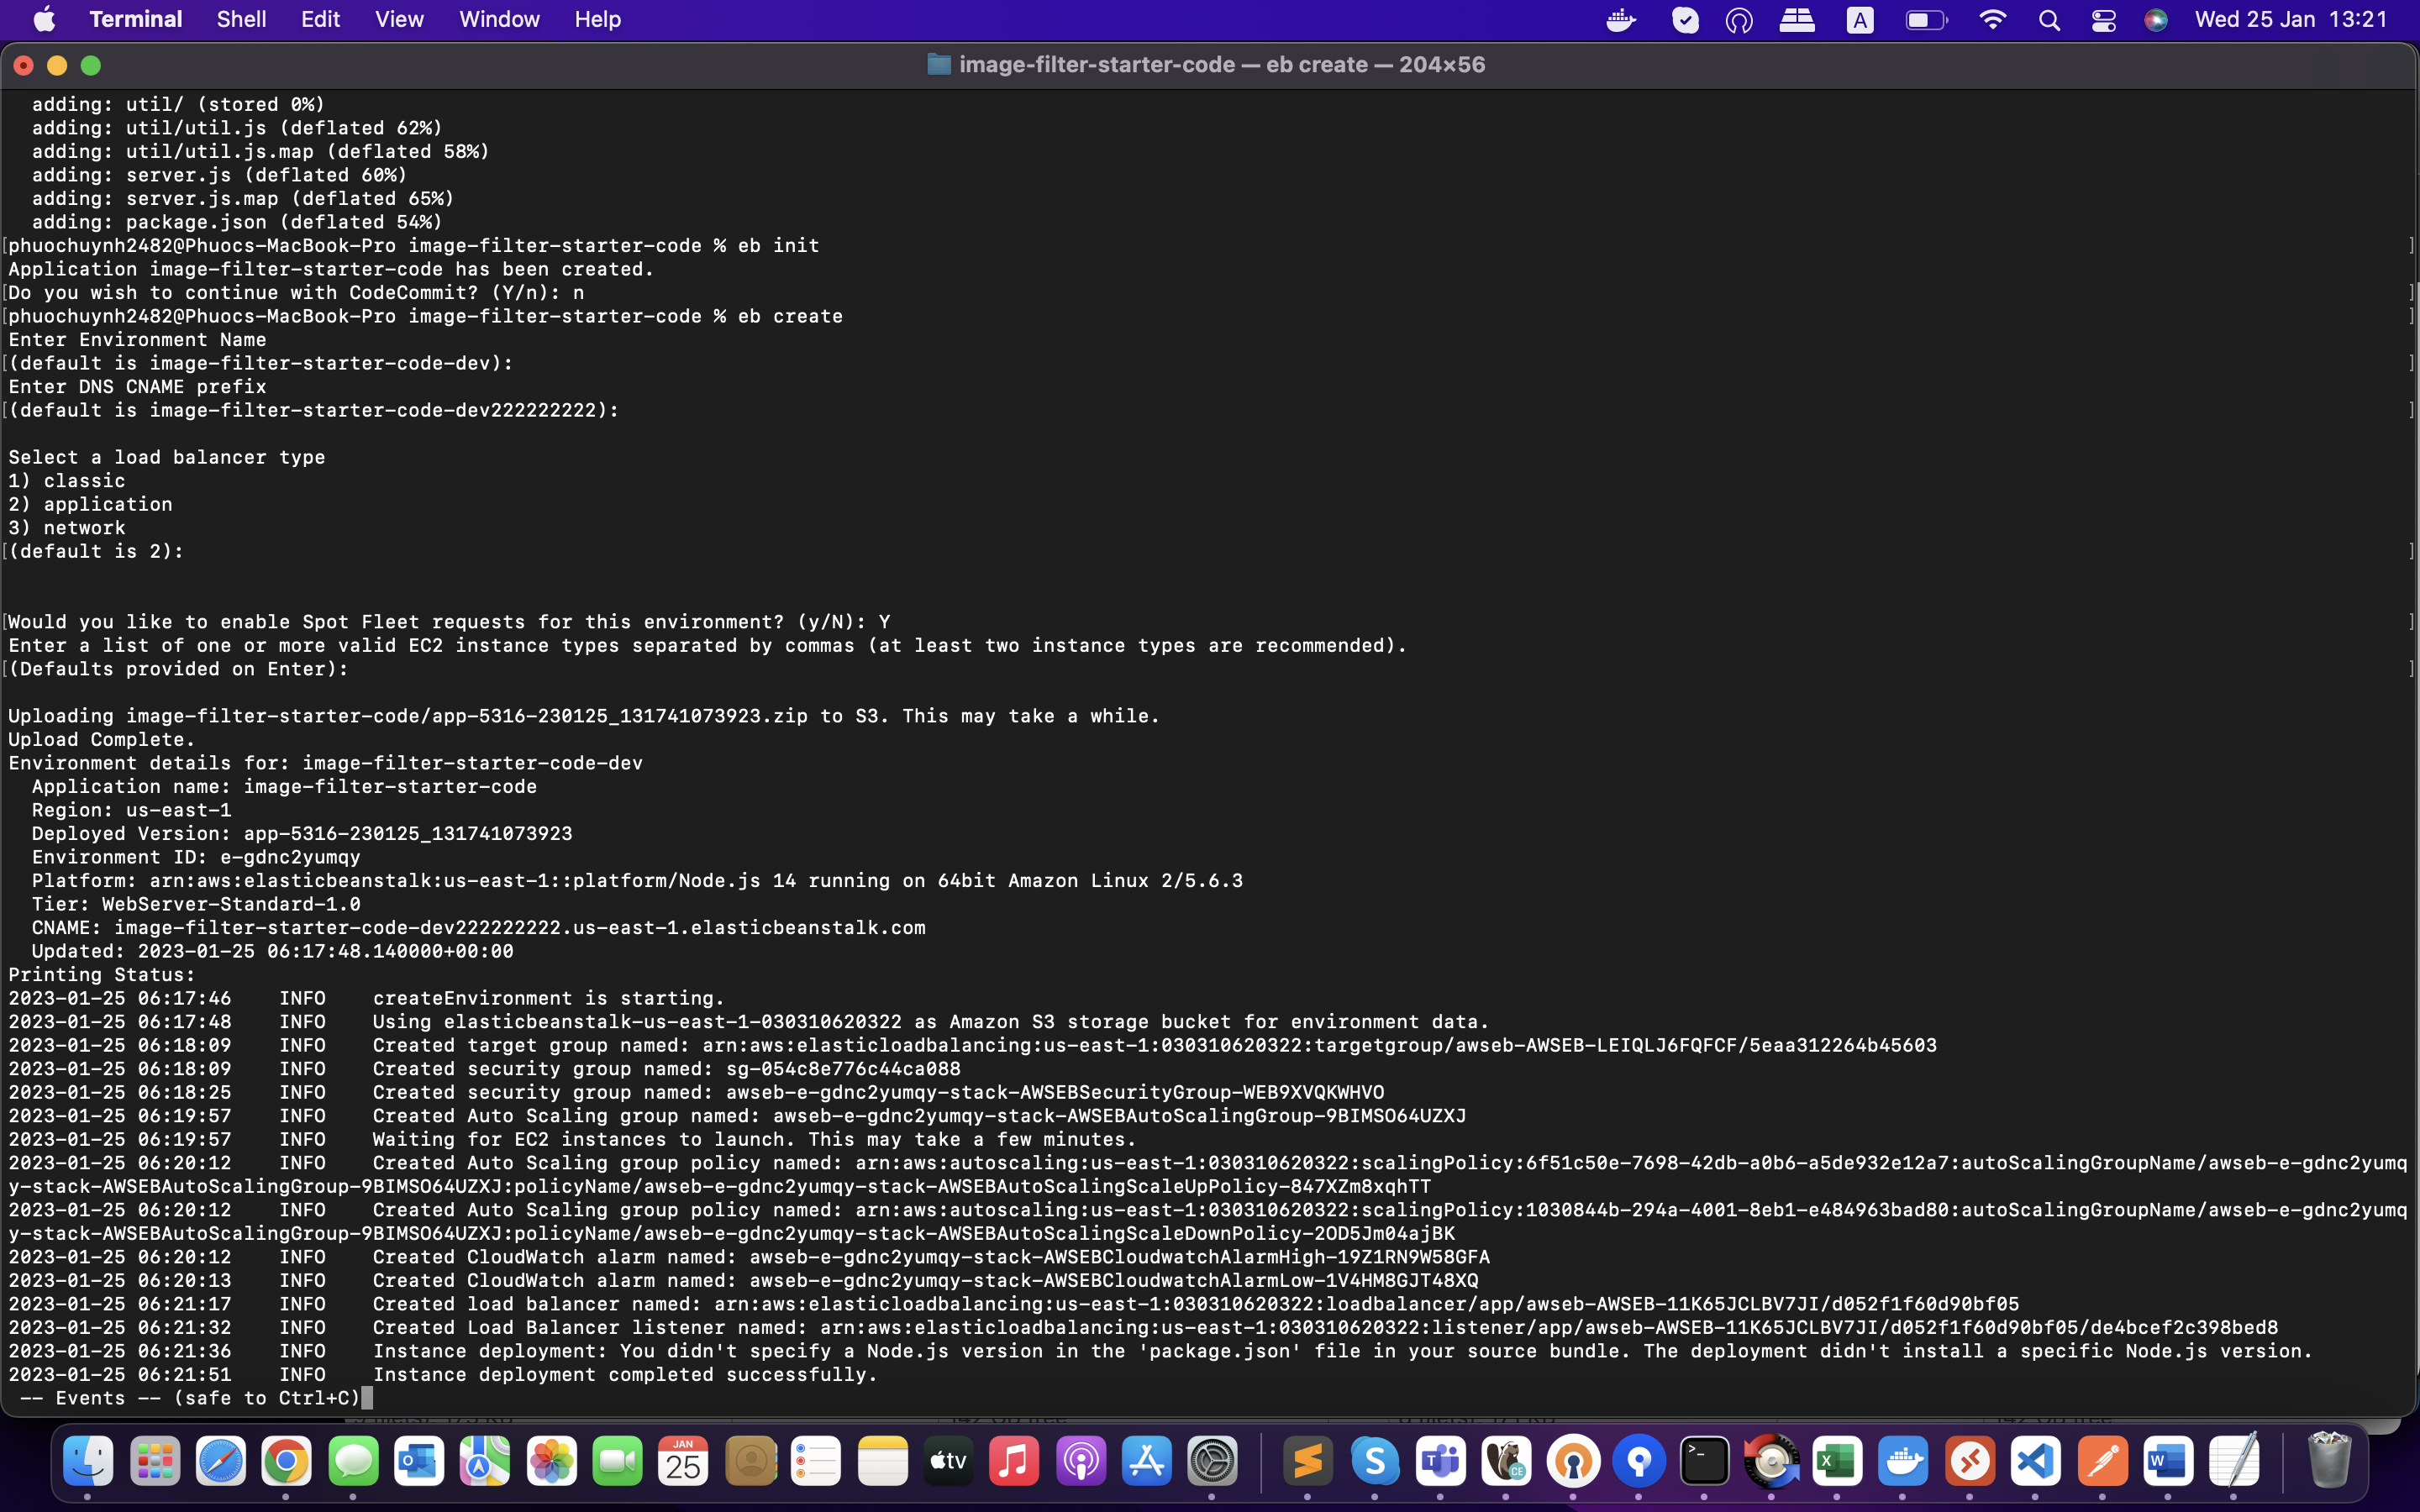 Terminal Shell Edit View Window Help A Wed 25 Jan 13:21
image-filter-starter-code — eb create — 204×56
adding: util/ (stored 0%)
adding: util/util.js (deflated 62%)
adding: util/util.js.map (deflated 58%)
adding: server.js (deflated 60%)
adding: server.js.map (deflated 65%)
adding: package.json (deflated 54%)
[phuochuynh2482@Phuocs-MacBook-Pro image-filter-starter-code % eb init ]
Application image-filter-starter-code has been created.
[Do you wish to continue with CodeCommit? (Y/n): n ]
[phuochuynh2482@Phuocs-MacBook-Pro image-filter-starter-code % eb create ]
Enter Environment Name
[(default is image-filter-starter-code-dev): ]
Enter DNS CNAME prefix
[(default is image-filter-starter-code-dev222222222): ]
Select a load balancer type
1) classic
2) application
3) network
[(default is 2): ]
[Would you like to enable Spot Fleet requests for this environment? (y/N): Y ]
Enter a list of one or more valid EC2 instance types separated by commas (at least two instance types are recommended).
[(Defaults provided on Enter): ]
Uploading image-filter-starter-code/app-5316-230125_131741073923.zip to S3. This may take a while.
Upload Complete.
Environment details for: image-filter-starter-code-dev
Application name: image-filter-starter-code
Region: us-east-1
Deployed Version: app-5316-230125_131741073923
Environment ID: e-gdnc2yumqy
Platform: arn:aws:elasticbeanstalk:us-east-1::platform/Node.js 14 running on 64bit Amazon Linux 2/5.6.3
Tier: WebServer-Standard-1.0
CNAME: image-filter-starter-code-dev222222222.us-east-1.elasticbeanstalk.com
Updated: 2023-01-25 06:17:48.140000+00:00
Printing Status:
2023-01-25 06:17:46 INFO createEnvironment is starting.
2023-01-25 06:17:48 INFO Using elasticbeanstalk-us-east-1-030310620322 as Amazon S3 storage bucket for environment data.
2023-01-25 06:18:09 INFO Created target group named: arn:aws:elasticloadbalancing:us-east-1:030310620322:targetgroup/awseb-AWSEB-LEIQLJ6FQFCF/5eaa312264b45603
2023-01-25 06:18:09 INFO Created security group named: sg-054c8e776c44ca088
2023-01-25 06:18:25 INFO Created security group named: awseb-e-gdnc2yumqy-stack-AWSEBSecurityGroup-WEB9XVQKWHVO
2023-01-25 06:19:57 INFO Created Auto Scaling group named: awseb-e-gdnc2yumqy-stack-AWSEBAutoScalingGroup-9BIMSO64UZXJ
2023-01-25 06:19:57 INFO Waiting for EC2 instances to launch. This may take a few minutes.
2023-01-25 06:20:12 INFO Created Auto Scaling group policy named: arn:aws:autoscaling:us-east-1:030310620322:scalingPolicy:6f51c50e-7698-42db-a0b6-a5de932e12a7:autoScalingGroupName/awseb-e-gdnc2yumq
y-stack-AWSEBAutoScalingGroup-9BIMSO64UZXJ:policyName/awseb-e-gdnc2yumqy-stack-AWSEBAutoScalingScaleUpPolicy-847XZm8xqhTT
2023-01-25 06:20:12 INFO Created Auto Scaling group policy named: arn:aws:autoscaling:us-east-1:030310620322:scalingPolicy:1030844b-294a-4001-8eb1-e484963bad80:autoScalingGroupName/awseb-e-gdnc2yumq
y-stack-AWSEBAutoScalingGroup-9BIMSO64UZXJ:policyName/awseb-e-gdnc2yumqy-stack-AWSEBAutoScalingScaleDownPolicy-2OD5Jm04ajBK
2023-01-25 06:20:12 INFO Created CloudWatch alarm named: awseb-e-gdnc2yumqy-stack-AWSEBCloudwatchAlarmHigh-19Z1RN9W58GFA
2023-01-25 06:20:13 INFO Created CloudWatch alarm named: awseb-e-gdnc2yumqy-stack-AWSEBCloudwatchAlarmLow-1V4HM8GJT48XQ
2023-01-25 06:21:17 INFO Created load balancer named: arn:aws:elasticloadbalancing:us-east-1:030310620322:loadbalancer/app/awseb-AWSEB-11K65JCLBV7JI/d052f1f60d90bf05
2023-01-25 06:21:32 INFO Created Load Balancer listener named: arn:aws:elasticloadbalancing:us-east-1:030310620322:listener/app/awseb-AWSEB-11K65JCLBV7JI/d052f1f60d90bf05/de4bcef2c398bed8
2023-01-25 06:21:36 INFO Instance deployment: You didn't specify a Node.js version in the 'package.json' file in your source bundle. The deployment didn't install a specific Node.js version.
2023-01-25 06:21:51 INFO Instance deployment completed successfully.
-- Events -- (safe to Ctrl+C)
JAN
25
tv